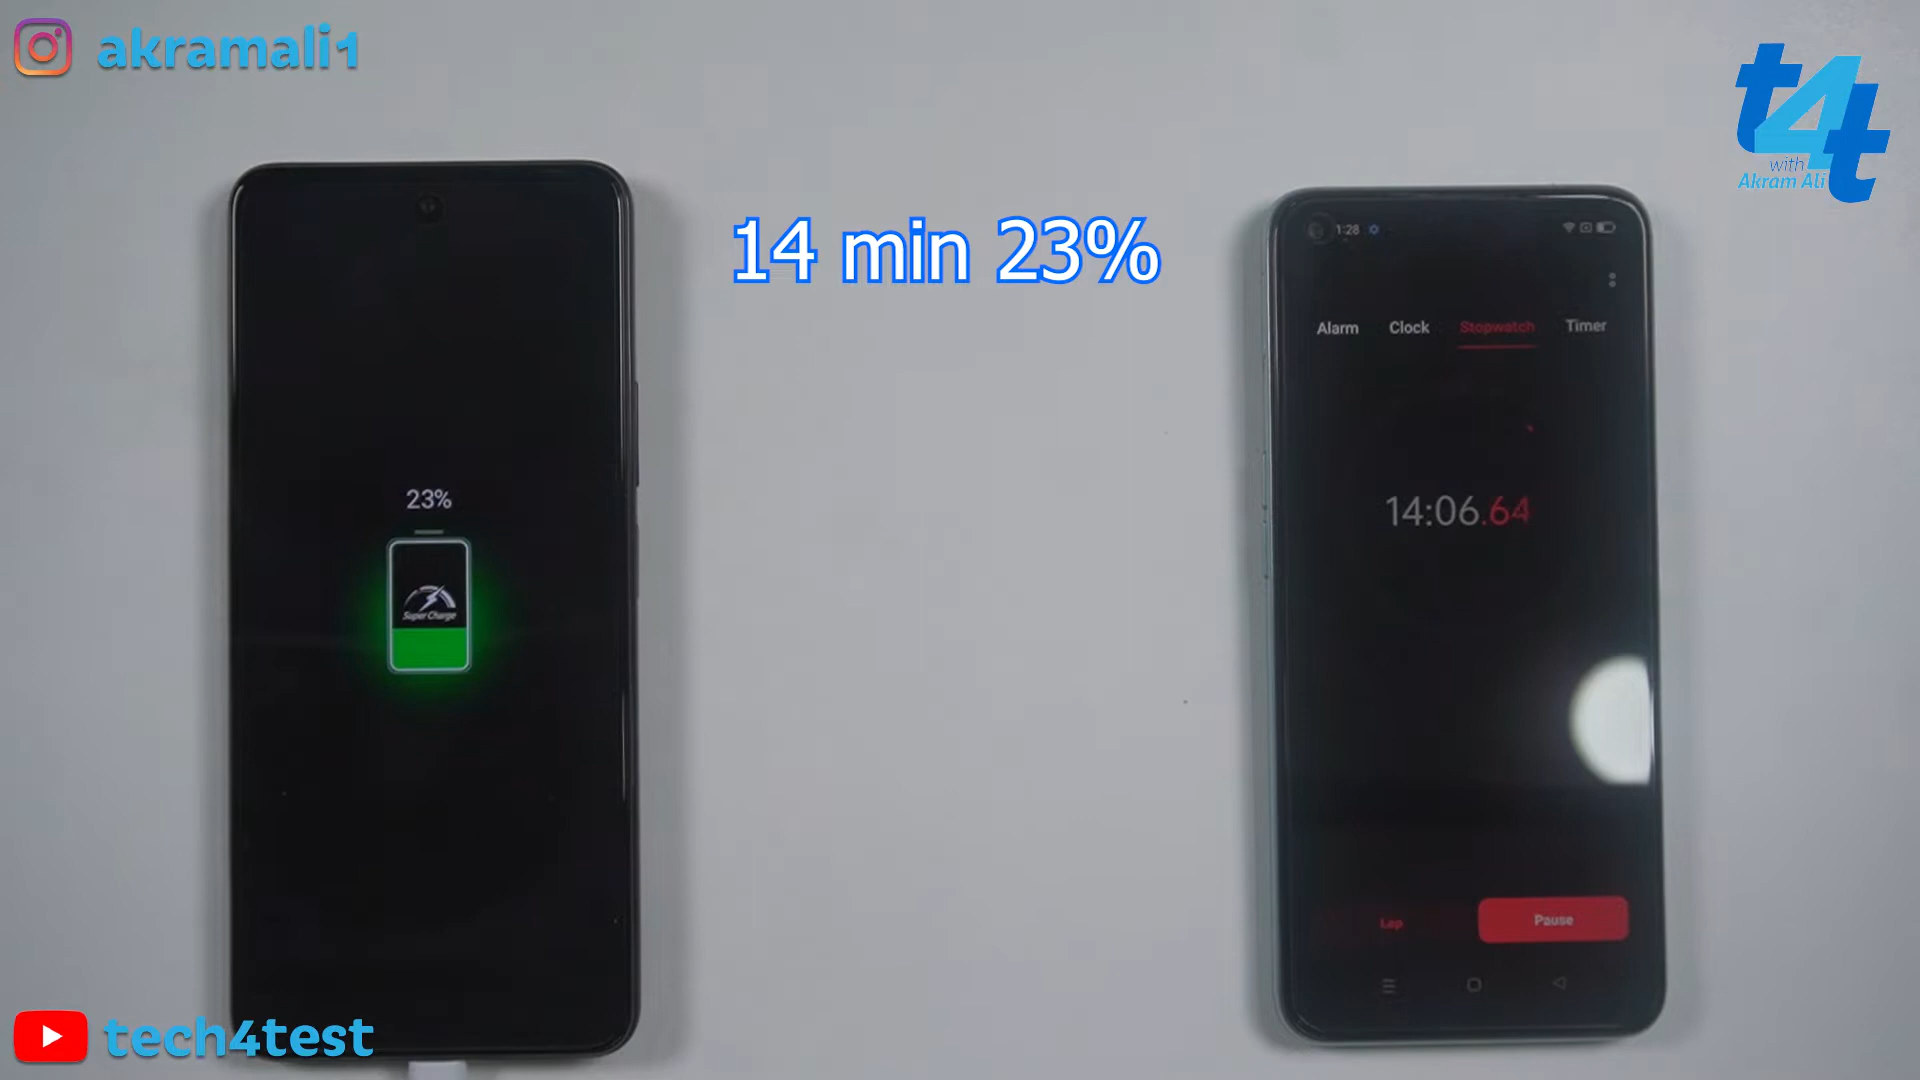 akramali1
t4t
with
Akram Ali
14 min 23%
1:28
Alarm Clock Stopwatch Timer
23%
14:06.64
Super Charge
Lap Pause
tech4test